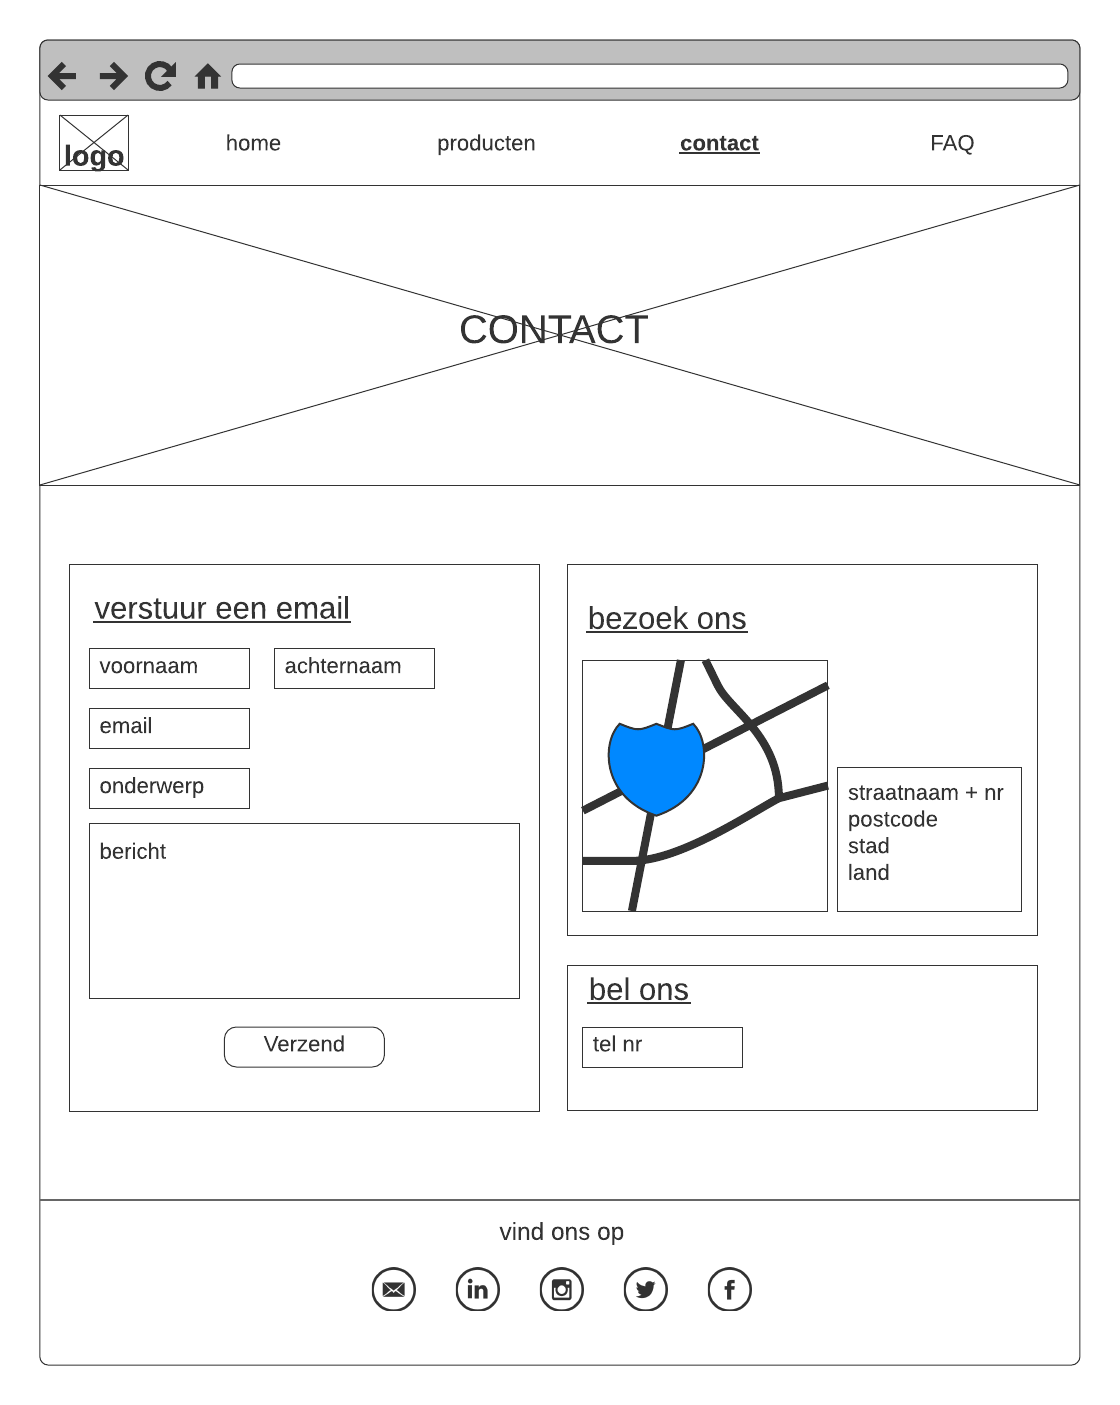 logo
home
producten
contact
FAQ
CONTACT
verstuur een email
voornaam
achternaam
email
onderwerp
bericht
Verzend
bezoek ons
straatnaam + nr
postcode
stad
land
bel ons
tel nr
vind ons op